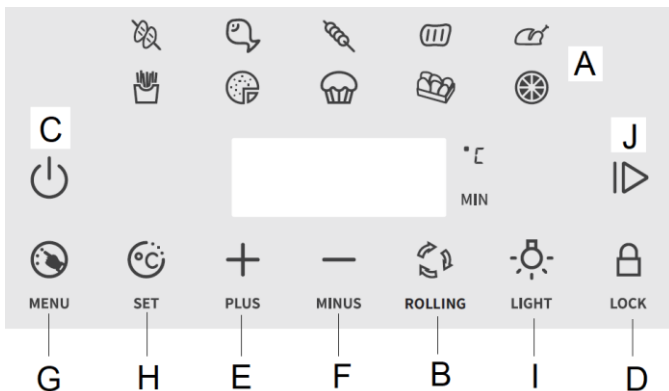 A
C
J
°C
MIN
°C
MENU SET PLUS MINUS ROLLING LIGHT LOCK
G H E F B I D